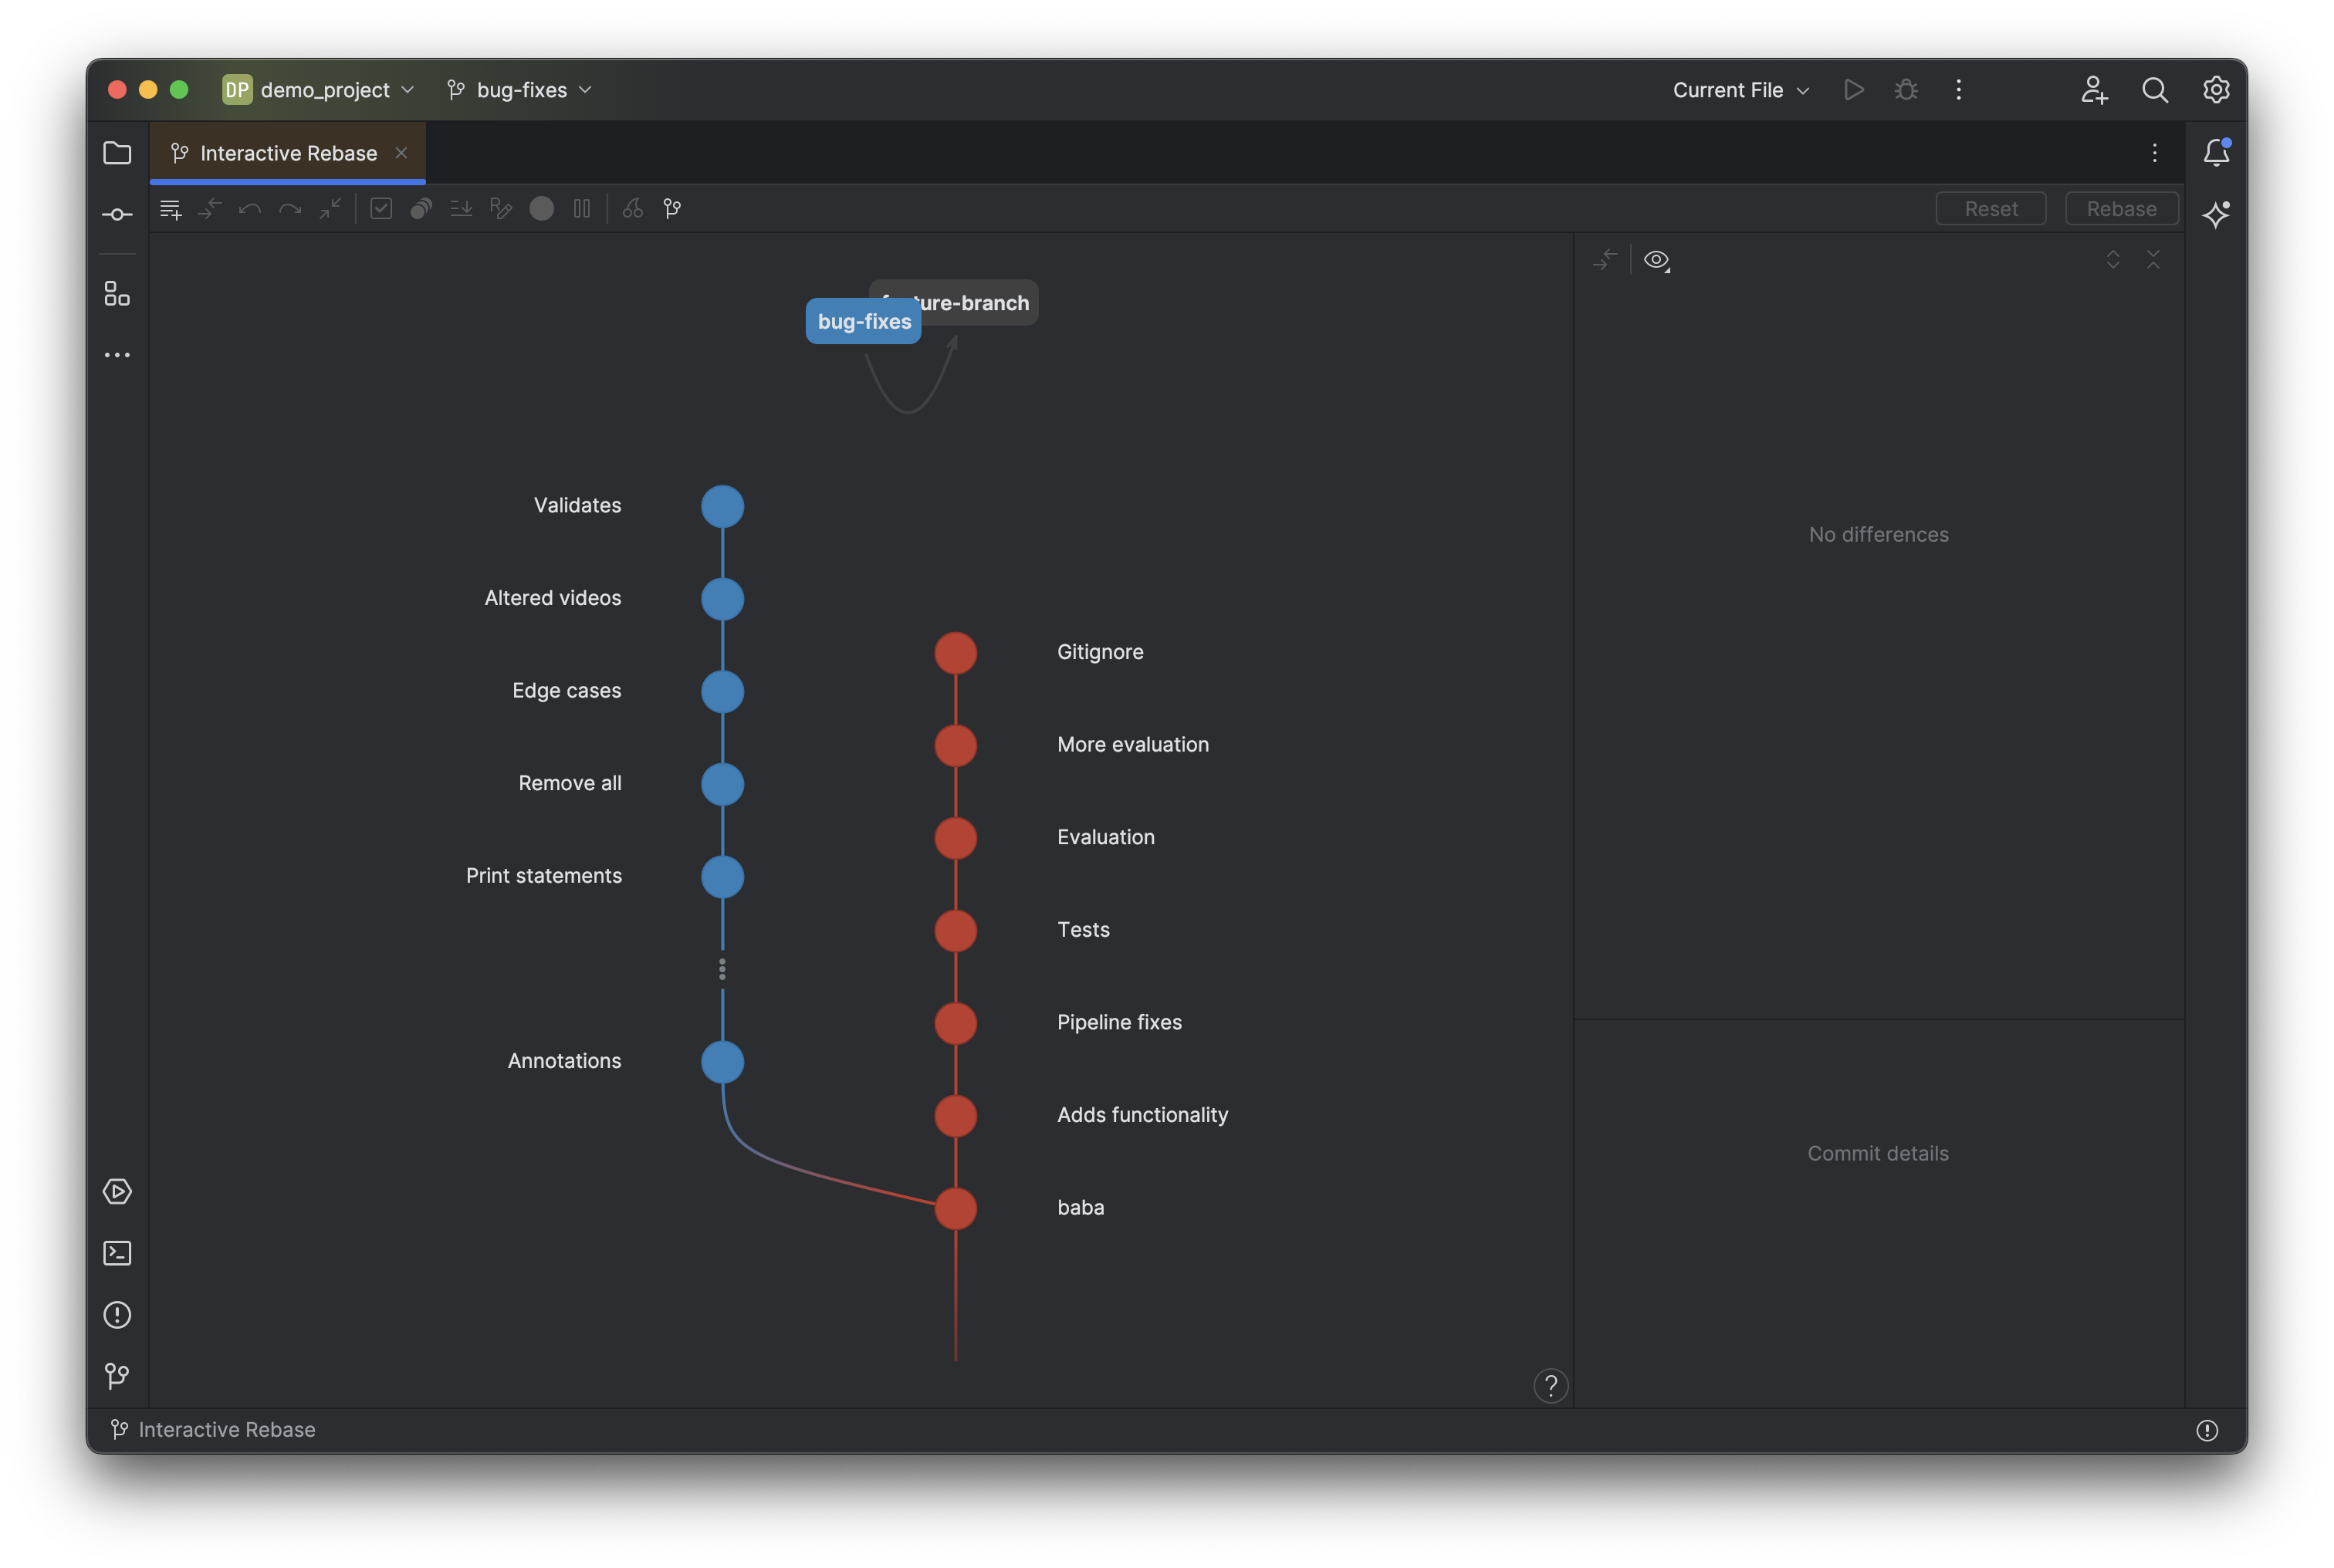 DP demo_project
bug-fixes
Current File
Interactive Rebase
Reset
Rebase
bug-fixes
ture-branch
Validates
Altered videos
Edge cases
Remove all
Print statements
Annotations
Gitignore
More evaluation
Evaluation
Tests
Pipeline fixes
Adds functionality
baba
No differences
Commit details
?
Interactive Rebase